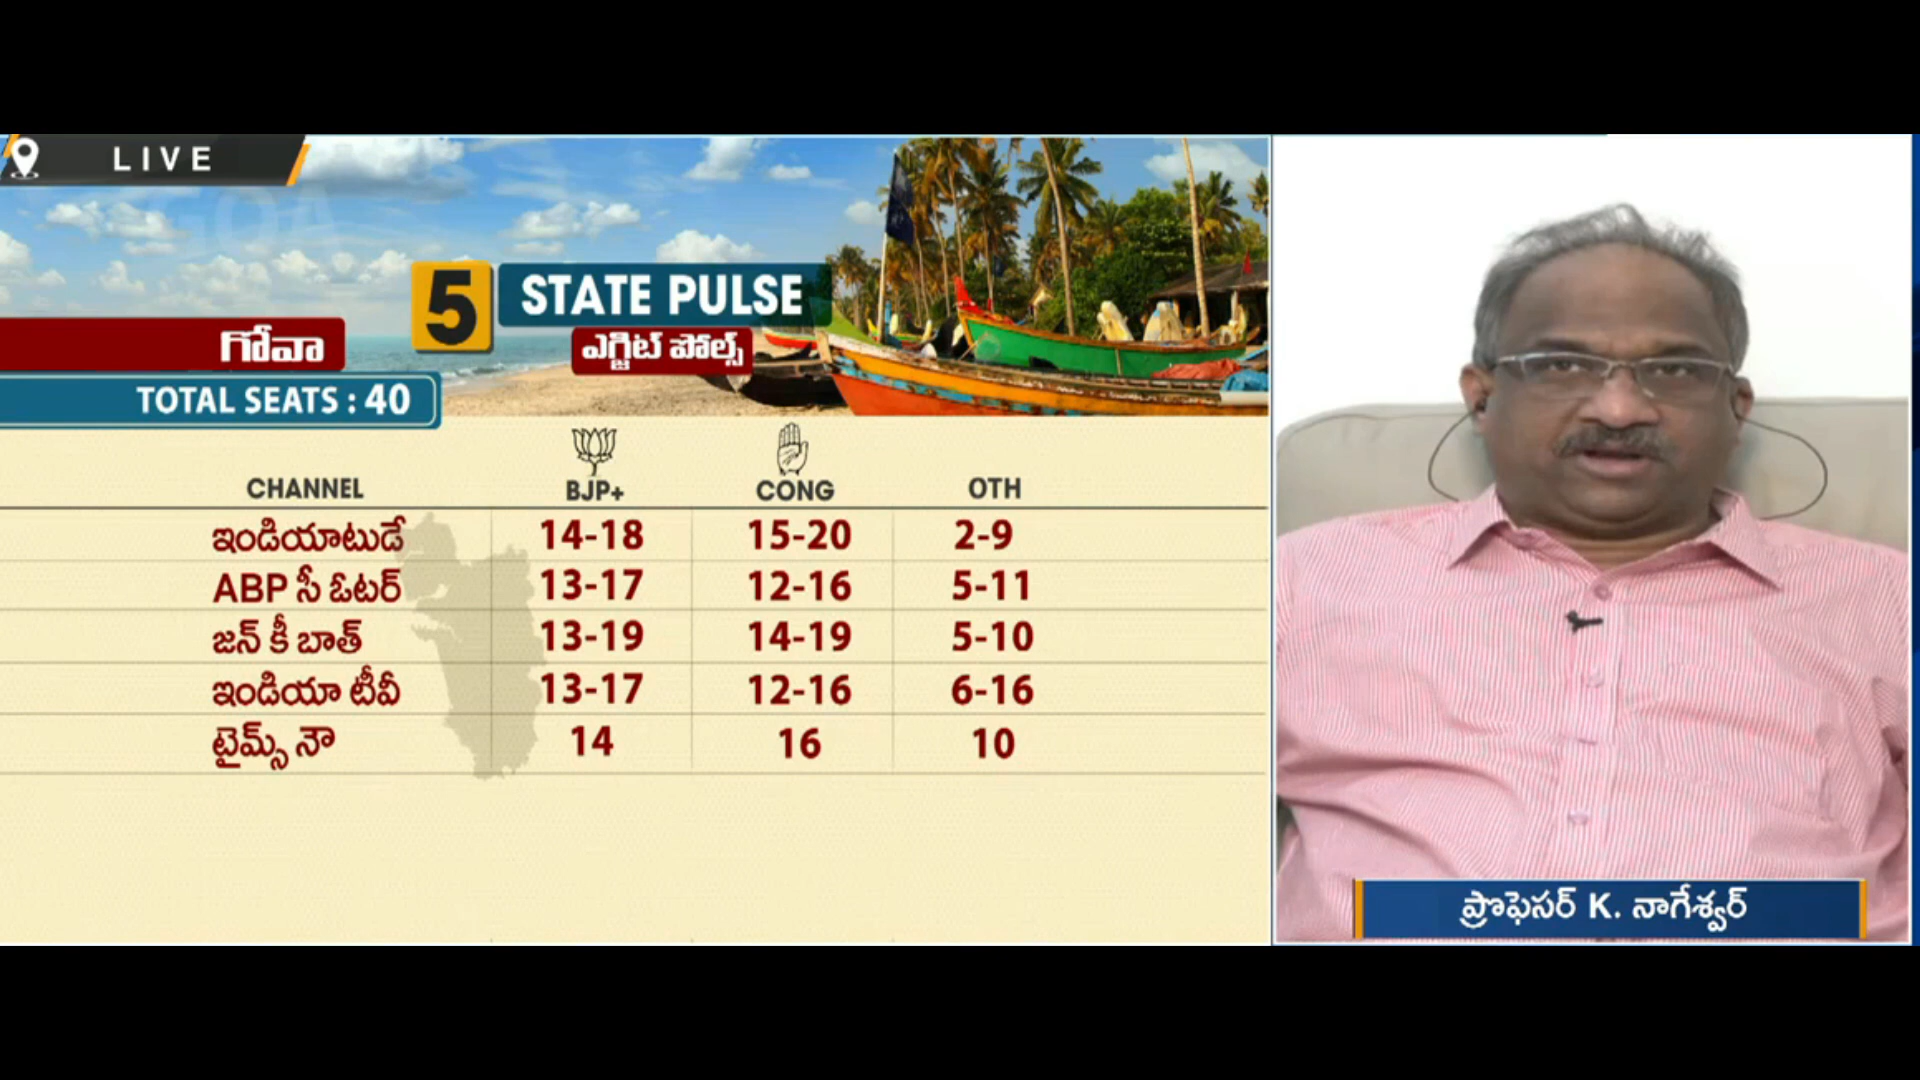 LIVE
GOA
5 STATE PULSE
గోవా
ఎగ్జిట్ పోల్స్
TOTAL SEATS : 40
CHANNEL BJP+ CONG OTH
ఇండియాటుడే 14-18 15-20 2-9
ABP సీ ఓటర్ 13-17 12-16 5-11
జన్ కీ బాత్ 13-19 14-19 5-10
ఇండియా టీవీ 13-17 12-16 6-16
టైమ్స్ నౌ 14 16 10
ప్రొఫెసర్ K. నాగేశ్వర్